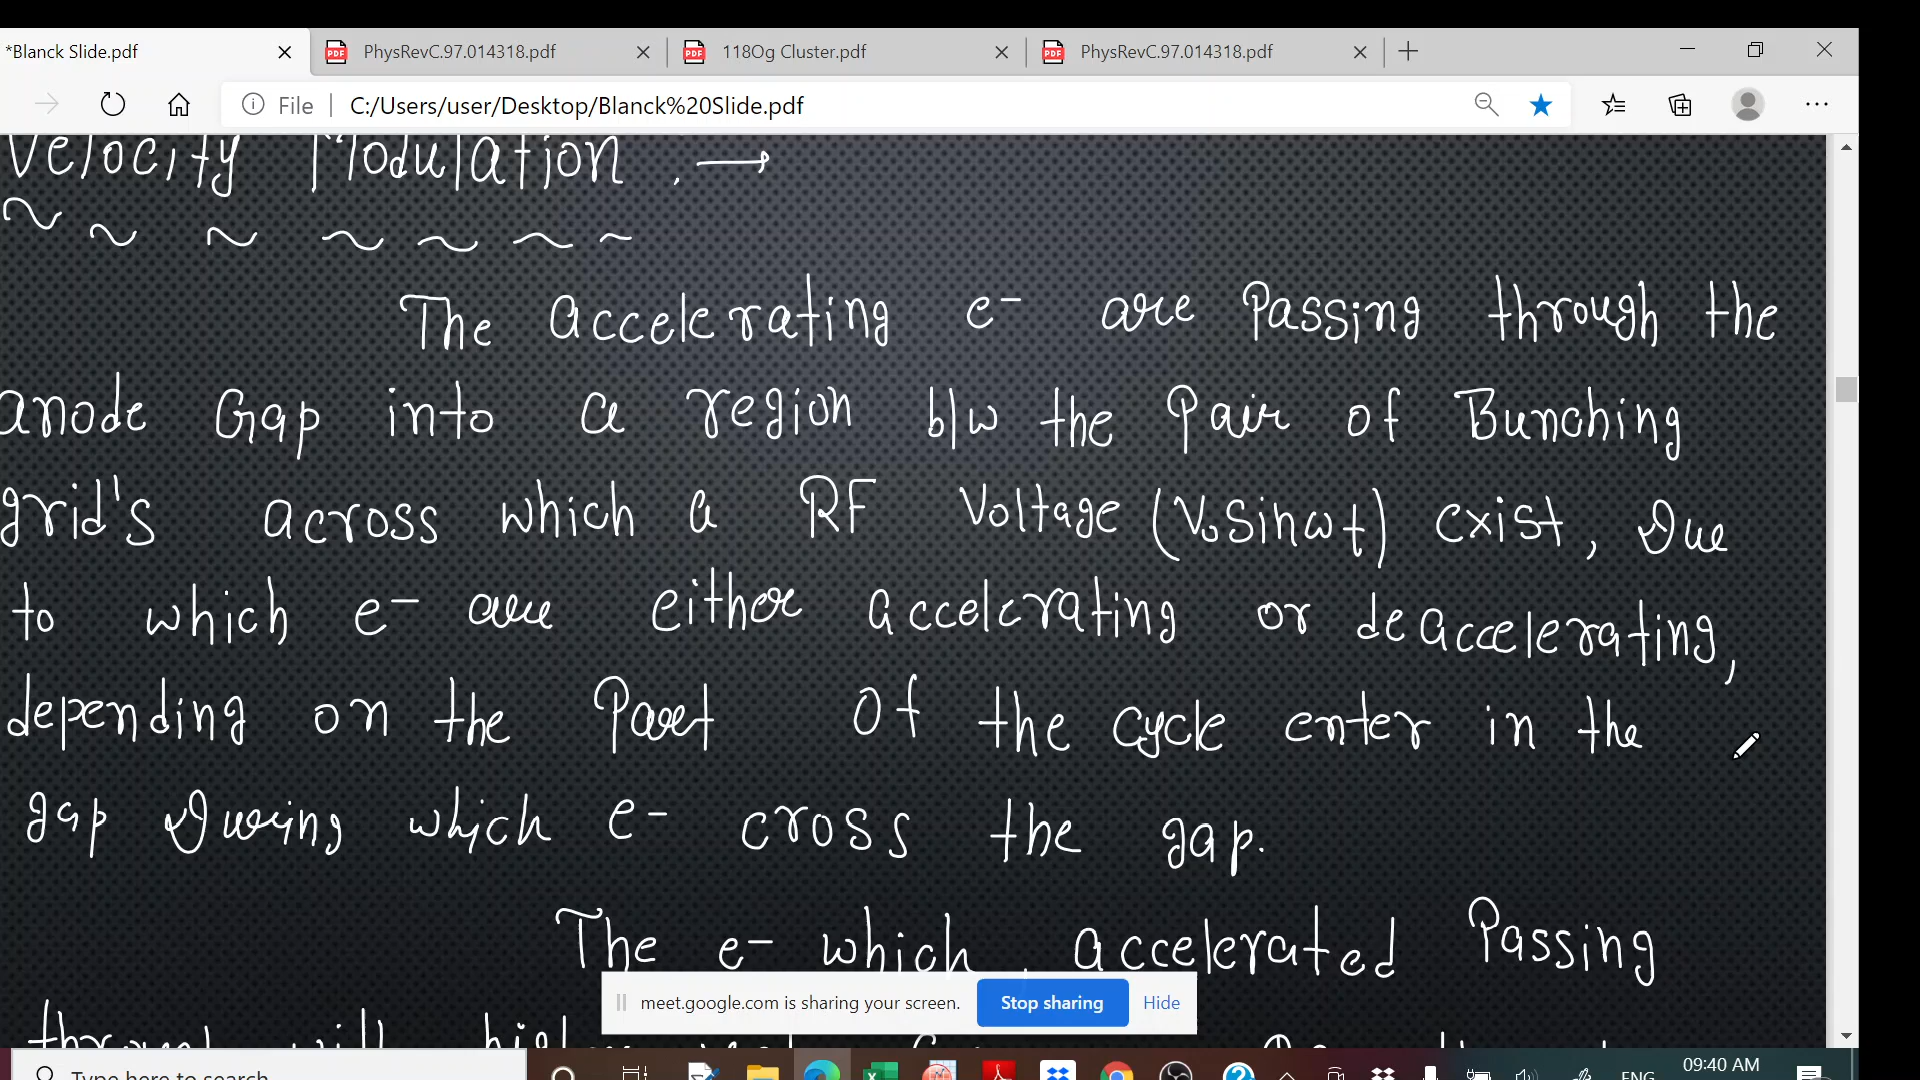 *Blanck Slide.pdf
PhysRevC.97.014318.pdf
118Og Cluster.pdf
PhysRevC.97.014318.pdf
File
C:/Users/user/Desktop/Blanck%20Slide.pdf
Velocity Modulation . →
The accelerating e- are Passing through the
anode Gap into a region b/w the Pair of Bunching
grid's across which a RF Voltage (V₀sinωt) exist, Due
to which e- are either accelerating or deaccelerating,
depending on the Part Of the cycle enter in the
gap During which e- cross the gap.
The e- which accelerated Passing
meet.google.com is sharing your screen.
Stop sharing
Hide
Type here to search
ENG
09:40 AM